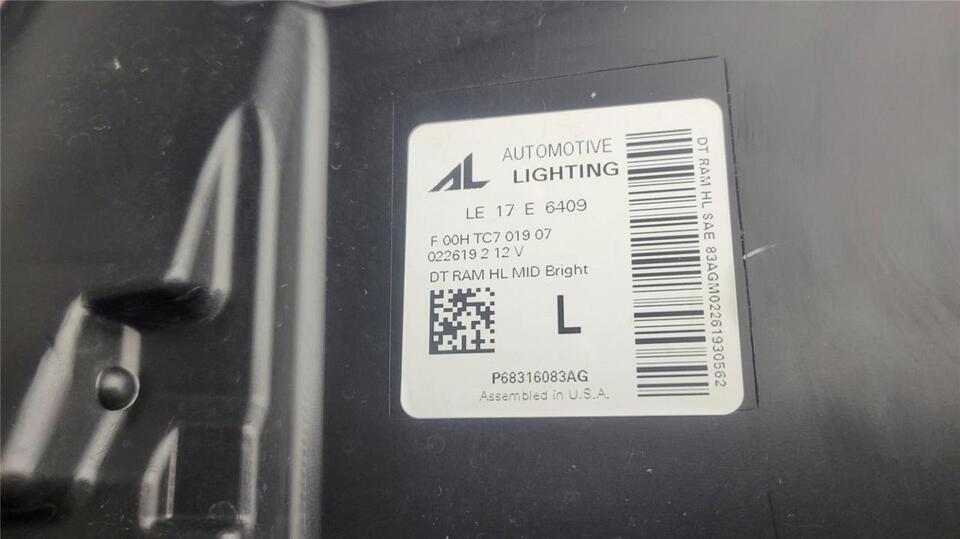 AL AUTOMOTIVE
LIGHTING
LE 17 E 6409
F 00H TC7 019 07
022619 2 12 V
DT RAM HL MID Bright
L
P68316083AG
Assembled in U.S.A.
DT RAM HL SAE 83AGM02261930562